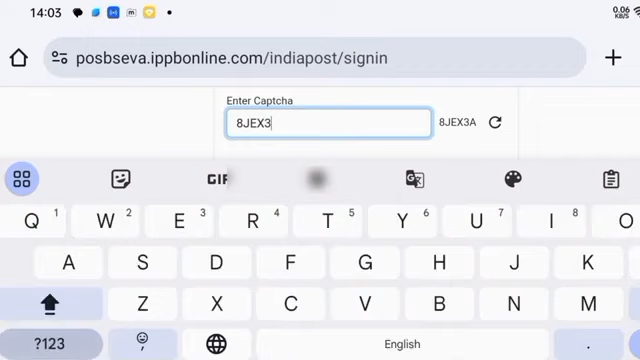 14:03
0.06
KB/S
posbseva.ippbonline.com/indiapost/signin
Enter Captcha
8JEX3
8JEX3A
GIF
Q 1 W 2 E 3 R 4 T 5 Y 6 U 7 I 8 O
A S D F G H J K
Z X C V B N M
?123 , English .